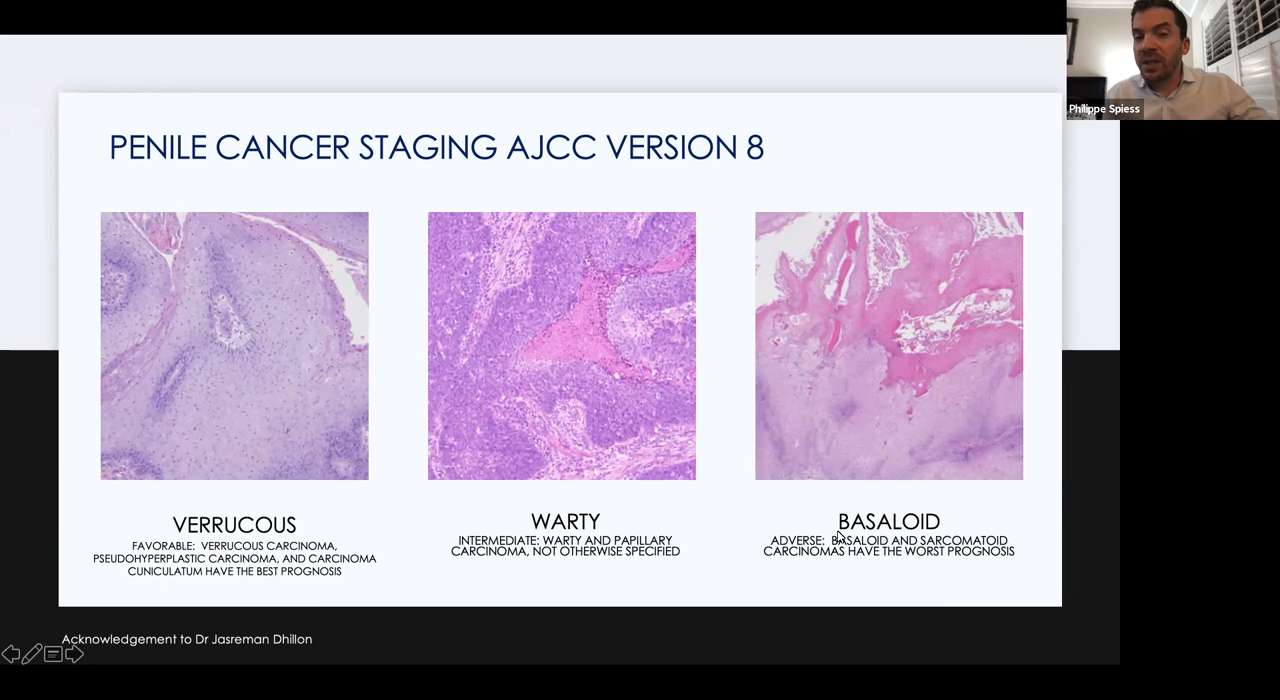 Philippe Spiess
PENILE CANCER STAGING AJCC VERSION 8
VERRUCOUS
FAVORABLE: VERRUCOUS CARCINOMA,
PSEUDOHYPERPLASTIC CARCINOMA, AND CARCINOMA
CUNICULATUM HAVE THE BEST PROGNOSIS
WARTY
INTERMEDIATE: WARTY AND PAPILLARY
CARCINOMA, NOT OTHERWISE SPECIFIED
BASALOID
ADVERSE: BASALOID AND SARCOMATOID
CARCINOMAS HAVE THE WORST PROGNOSIS
Acknowledgement to Dr Jasreman Dhillon